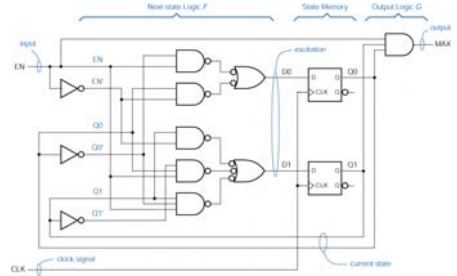 Next-state Logic F
State Memory
Output Logic G
input
EN
EN
EN'
Q0
Q0'
Q1
Q1'
excitation
D0
D
Q
CLK
Q
Q0
D1
D
Q
CLK
Q
Q1
output
MAX
CLK
clock signal
current state